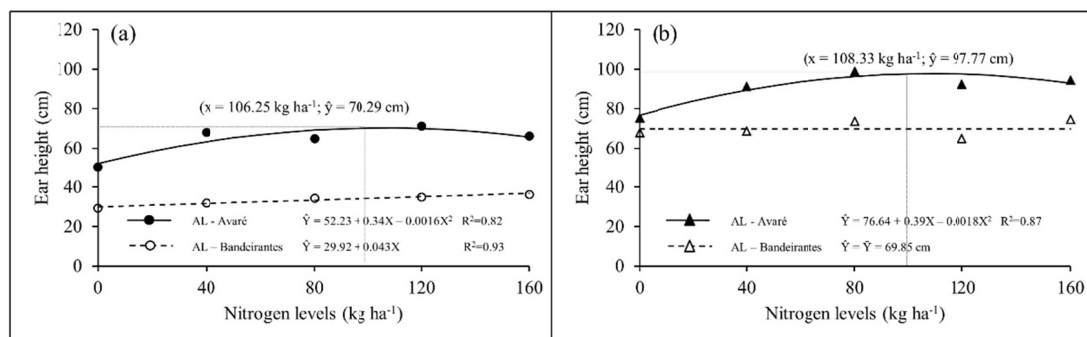 (a)
120
100
80
60
40
20
0
Ear height (cm)
(x = 106.25 kg ha⁻¹; ŷ = 70.29 cm)
AL - Avaré Ŷ = 52.23 + 0.34X – 0.0016X² R²=0.82
AL – Bandeirantes Ŷ = 29.92 + 0.043X R²=0.93
0 40 80 120 160
Nitrogen levels (kg ha⁻¹)
(b)
120
100
80
60
40
20
0
Ear height (cm)
(x = 108.33 kg ha⁻¹; ŷ = 97.77 cm)
AL - Avaré Ŷ = 76.64 + 0.39X – 0.0018X² R²=0.87
AL – Bandeirantes Ŷ = Ȳ = 69.85 cm
0 40 80 120 160
Nitrogen levels (kg ha⁻¹)